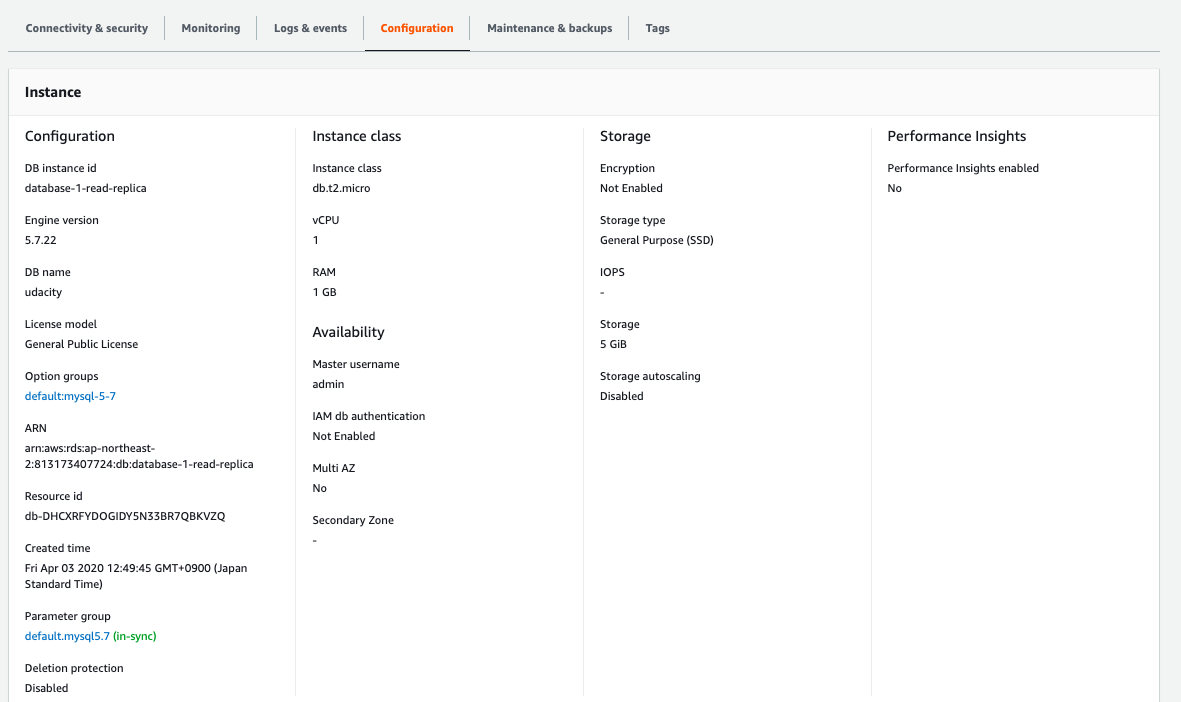 Connectivity & security
Monitoring
Logs & events
Configuration
Maintenance & backups
Tags
Instance
Configuration
DB instance id
database-1-read-replica
Engine version
5.7.22
DB name
udacity
License model
General Public License
Option groups
default:mysql-5-7
ARN
arn:aws:rds:ap-northeast-
2:813173407724:db:database-1-read-replica
Resource id
db-DHCXRFYDOGIDY5N33BR7QBKVZQ
Created time
Fri Apr 03 2020 12:49:45 GMT+0900 (Japan
Standard Time)
Parameter group
default.mysql5.7 (in-sync)
Deletion protection
Disabled
Instance class
Instance class
db.t2.micro
vCPU
1
RAM
1 GB
Availability
Master username
admin
IAM db authentication
Not Enabled
Multi AZ
No
Secondary Zone
-
Storage
Encryption
Not Enabled
Storage type
General Purpose (SSD)
IOPS
-
Storage
5 GiB
Storage autoscaling
Disabled
Performance Insights
Performance Insights enabled
No